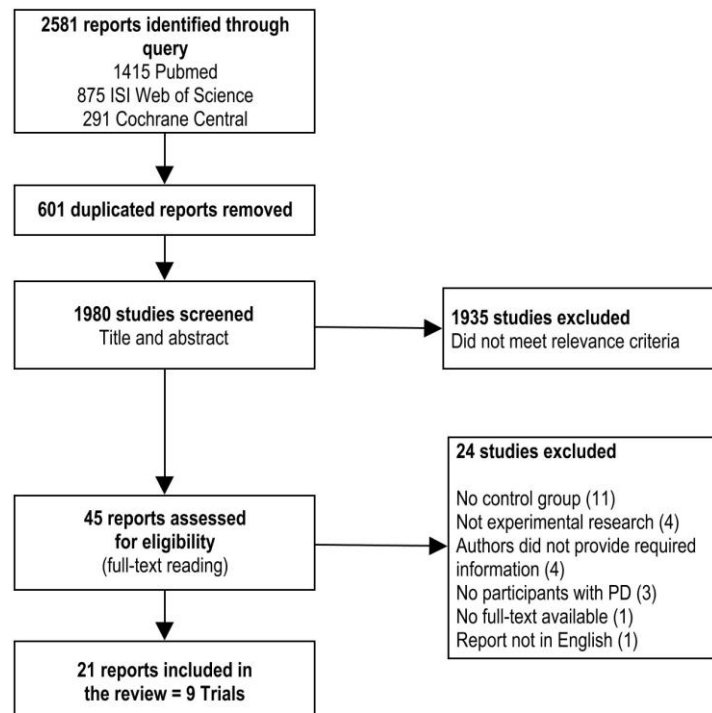 2581 reports identified through
query
1415 Pubmed
875 ISI Web of Science
291 Cochrane Central
601 duplicated reports removed
1980 studies screened
Title and abstract
1935 studies excluded
Did not meet relevance criteria
45 reports assessed
for eligibility
(full-text reading)
24 studies excluded
No control group (11)
Not experimental research (4)
Authors did not provide required
information (4)
No participants with PD (3)
No full-text available (1)
Report not in English (1)
21 reports included in
the review = 9 Trials